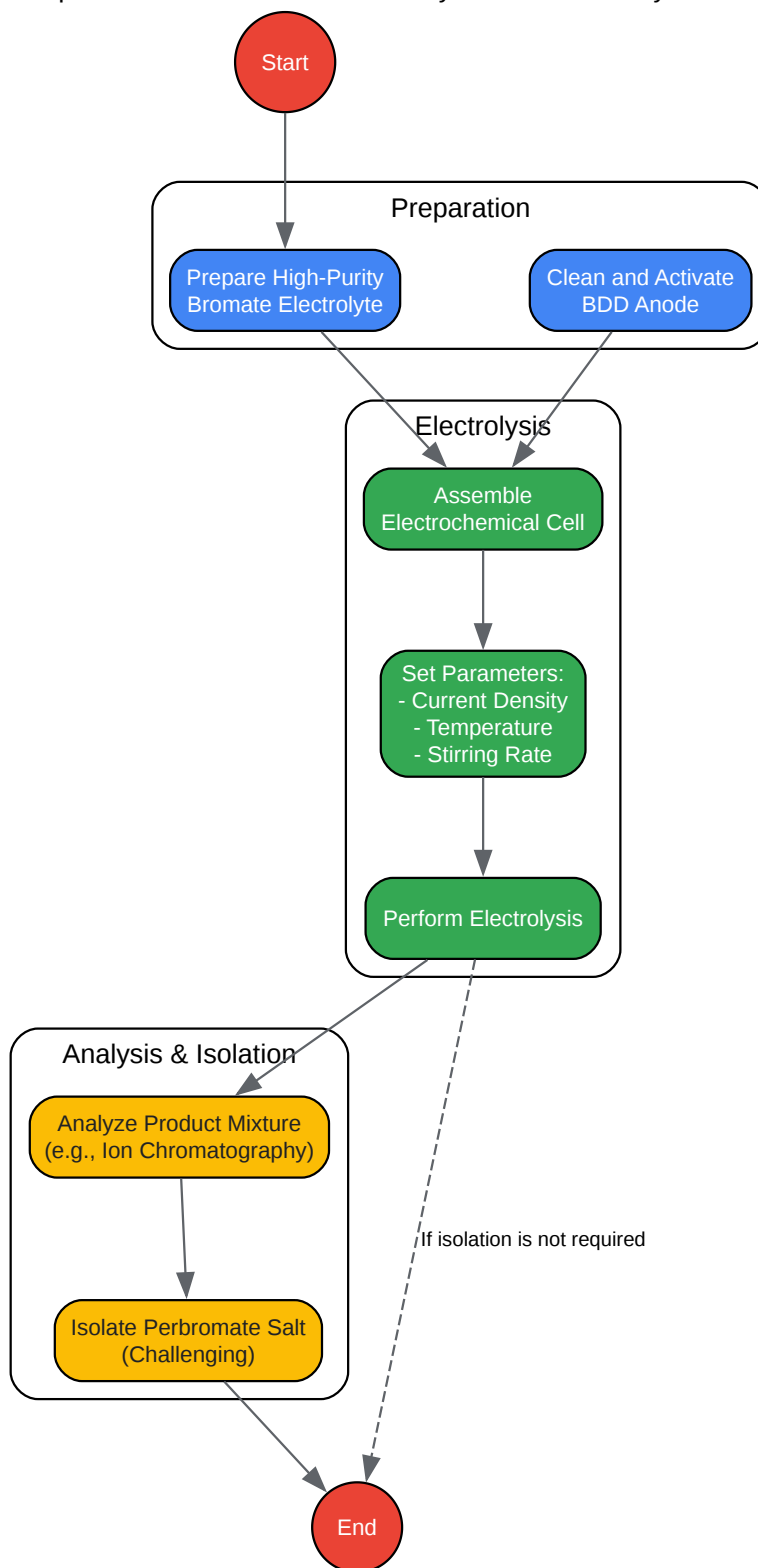 Start
Preparation
Prepare High-Purity
Bromate Electrolyte
Clean and Activate
BDD Anode
Electrolysis
Assemble
Electrochemical Cell
Set Parameters:
- Current Density
- Temperature
- Stirring Rate
Perform Electrolysis
Analysis & Isolation
Analyze Product Mixture
(e.g., Ion Chromatography)
If isolation is not required
Isolate Perbromate Salt
(Challenging)
End